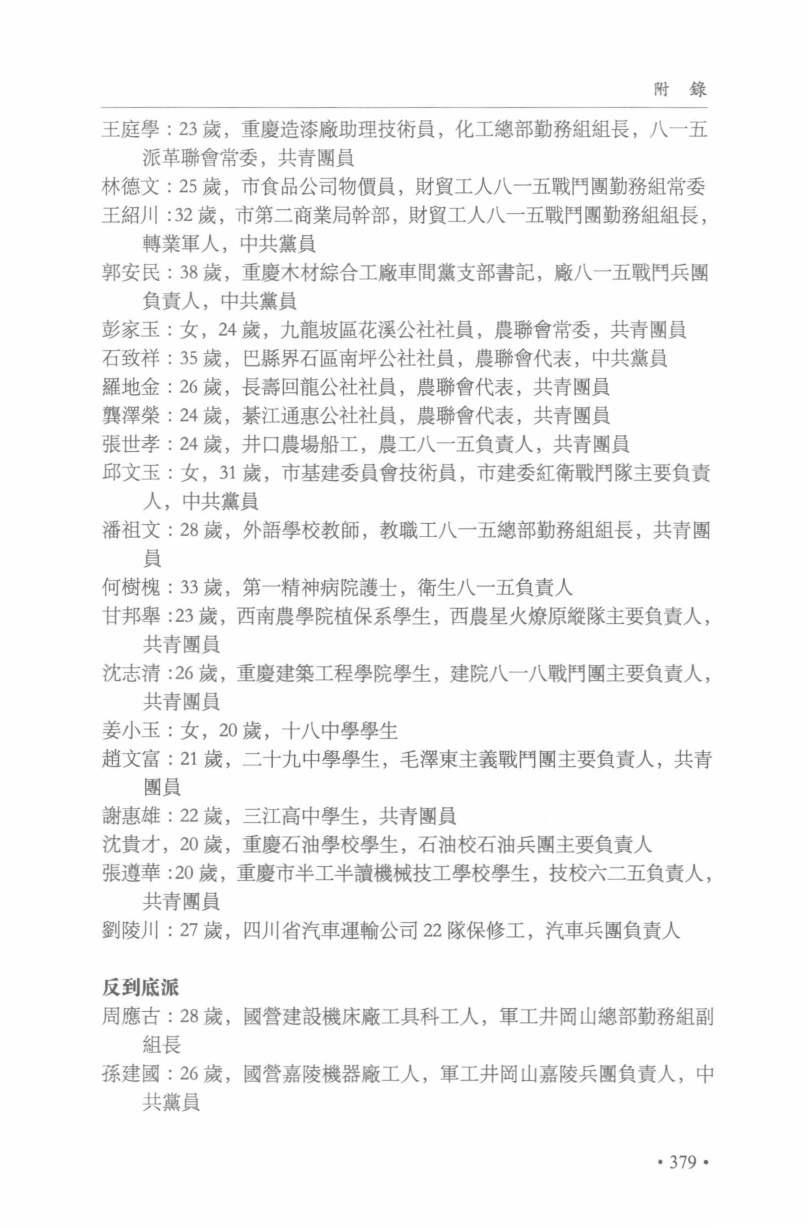 附　錄
王庭學：23 歲，重慶造漆廠助理技術員，化工總部勤務組組長，八一五
派革聯會常委，共青團員
林德文：25 歲，市食品公司物價員，財貿工人八一五戰鬥團勤務組常委
王紹川：32 歲，市第二商業局幹部，財貿工人八一五戰鬥團勤務組組長，
轉業軍人，中共黨員
郭安民：38 歲，重慶木材綜合工廠車間黨支部書記，廠八一五戰鬥兵團
負責人，中共黨員
彭家玉：女，24 歲，九龍坡區花溪公社社員，農聯會常委，共青團員
石致祥：35 歲，巴縣界石區南坪公社社員，農聯會代表，中共黨員
羅地金：26 歲，長壽回龍公社社員，農聯會代表，共青團員
龔澤榮：24 歲，綦江通惠公社社員，農聯會代表，共青團員
張世孝：24 歲，井口農場船工，農工八一五負責人，共青團員
邱文玉：女，31 歲，市基建委員會技術員，市建委紅衛戰鬥隊主要負責
人，中共黨員
潘祖文：28 歲，外語學校教師，教職工八一五總部勤務組組長，共青團
員
何樹槐：33 歲，第一精神病院護士，衛生八一五負責人
甘邦舉：23 歲，西南農學院植保系學生，西農星火燎原縱隊主要負責人，
共青團員
沈志清：26 歲，重慶建築工程學院學生，建院八一八戰鬥團主要負責人，
共青團員
姜小玉：女，20 歲，十八中學學生
趙文富：21 歲，二十九中學學生，毛澤東主義戰鬥團主要負責人，共青
團員
謝惠雄：22 歲，三江高中學生，共青團員
沈貴才，20 歲，重慶石油學校學生，石油校石油兵團主要負責人
張遵華：20 歲，重慶市半工半讀機械技工學校學生，技校六二五負責人，
共青團員
劉陵川：27 歲，四川省汽車運輸公司 22 隊保修工，汽車兵團負責人
反到底派
周應古：28 歲，國營建設機床廠工具科工人，軍工井岡山總部勤務組副
組長
孫建國：26 歲，國營嘉陵機器廠工人，軍工井岡山嘉陵兵團負責人，中
共黨員
• 379 •